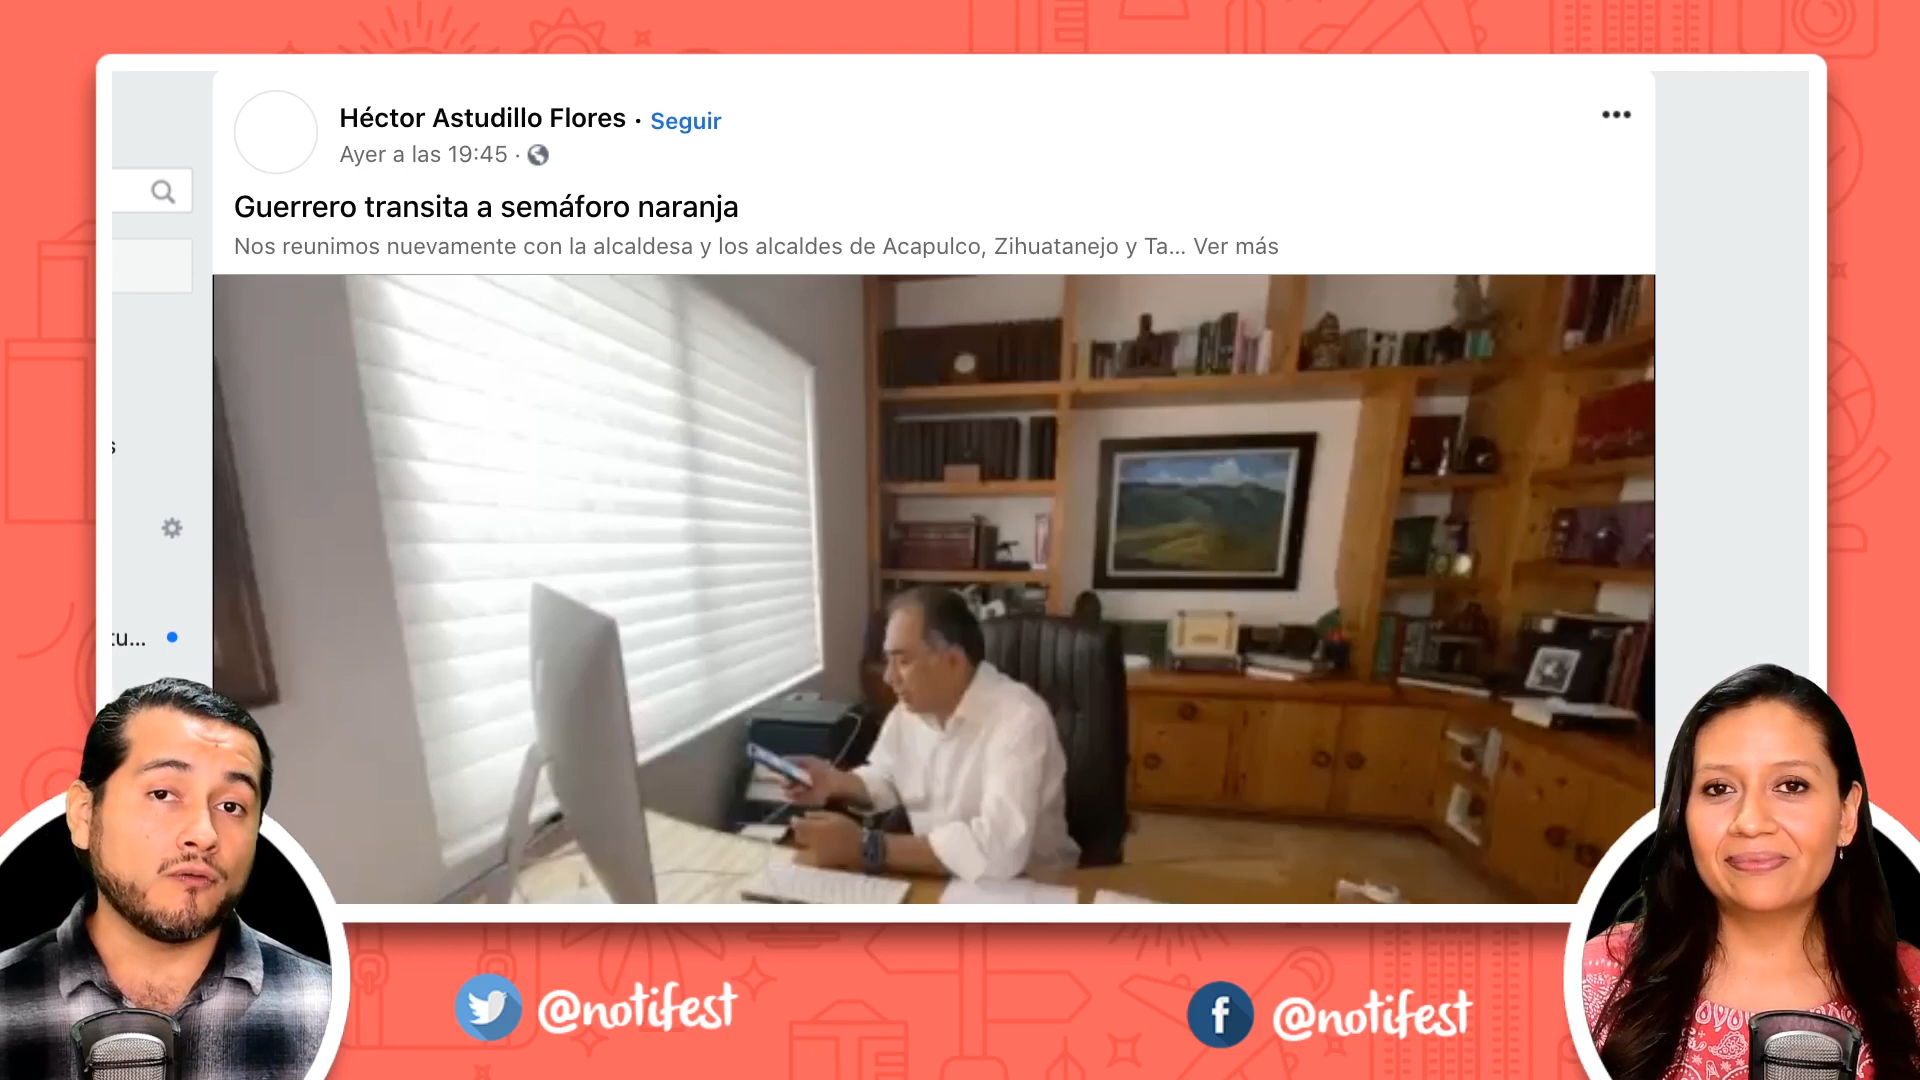 Héctor Astudillo Flores · Seguir
Ayer a las 19:45 ·
Guerrero transita a semáforo naranja
Nos reunimos nuevamente con la alcaldesa y los alcaldes de Acapulco, Zihuatanejo y Ta... Ver más
s
tu...
@notifest
@notifest